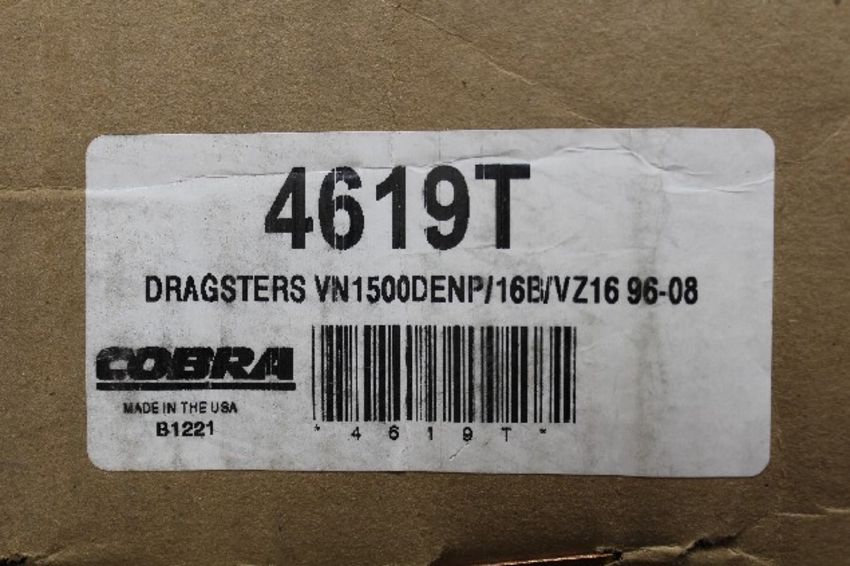 4619T
DRAGSTERS VN1500DENP/16B/VZ16 96-08
COBRA
MADE IN THE USA
B1221
*4619T*